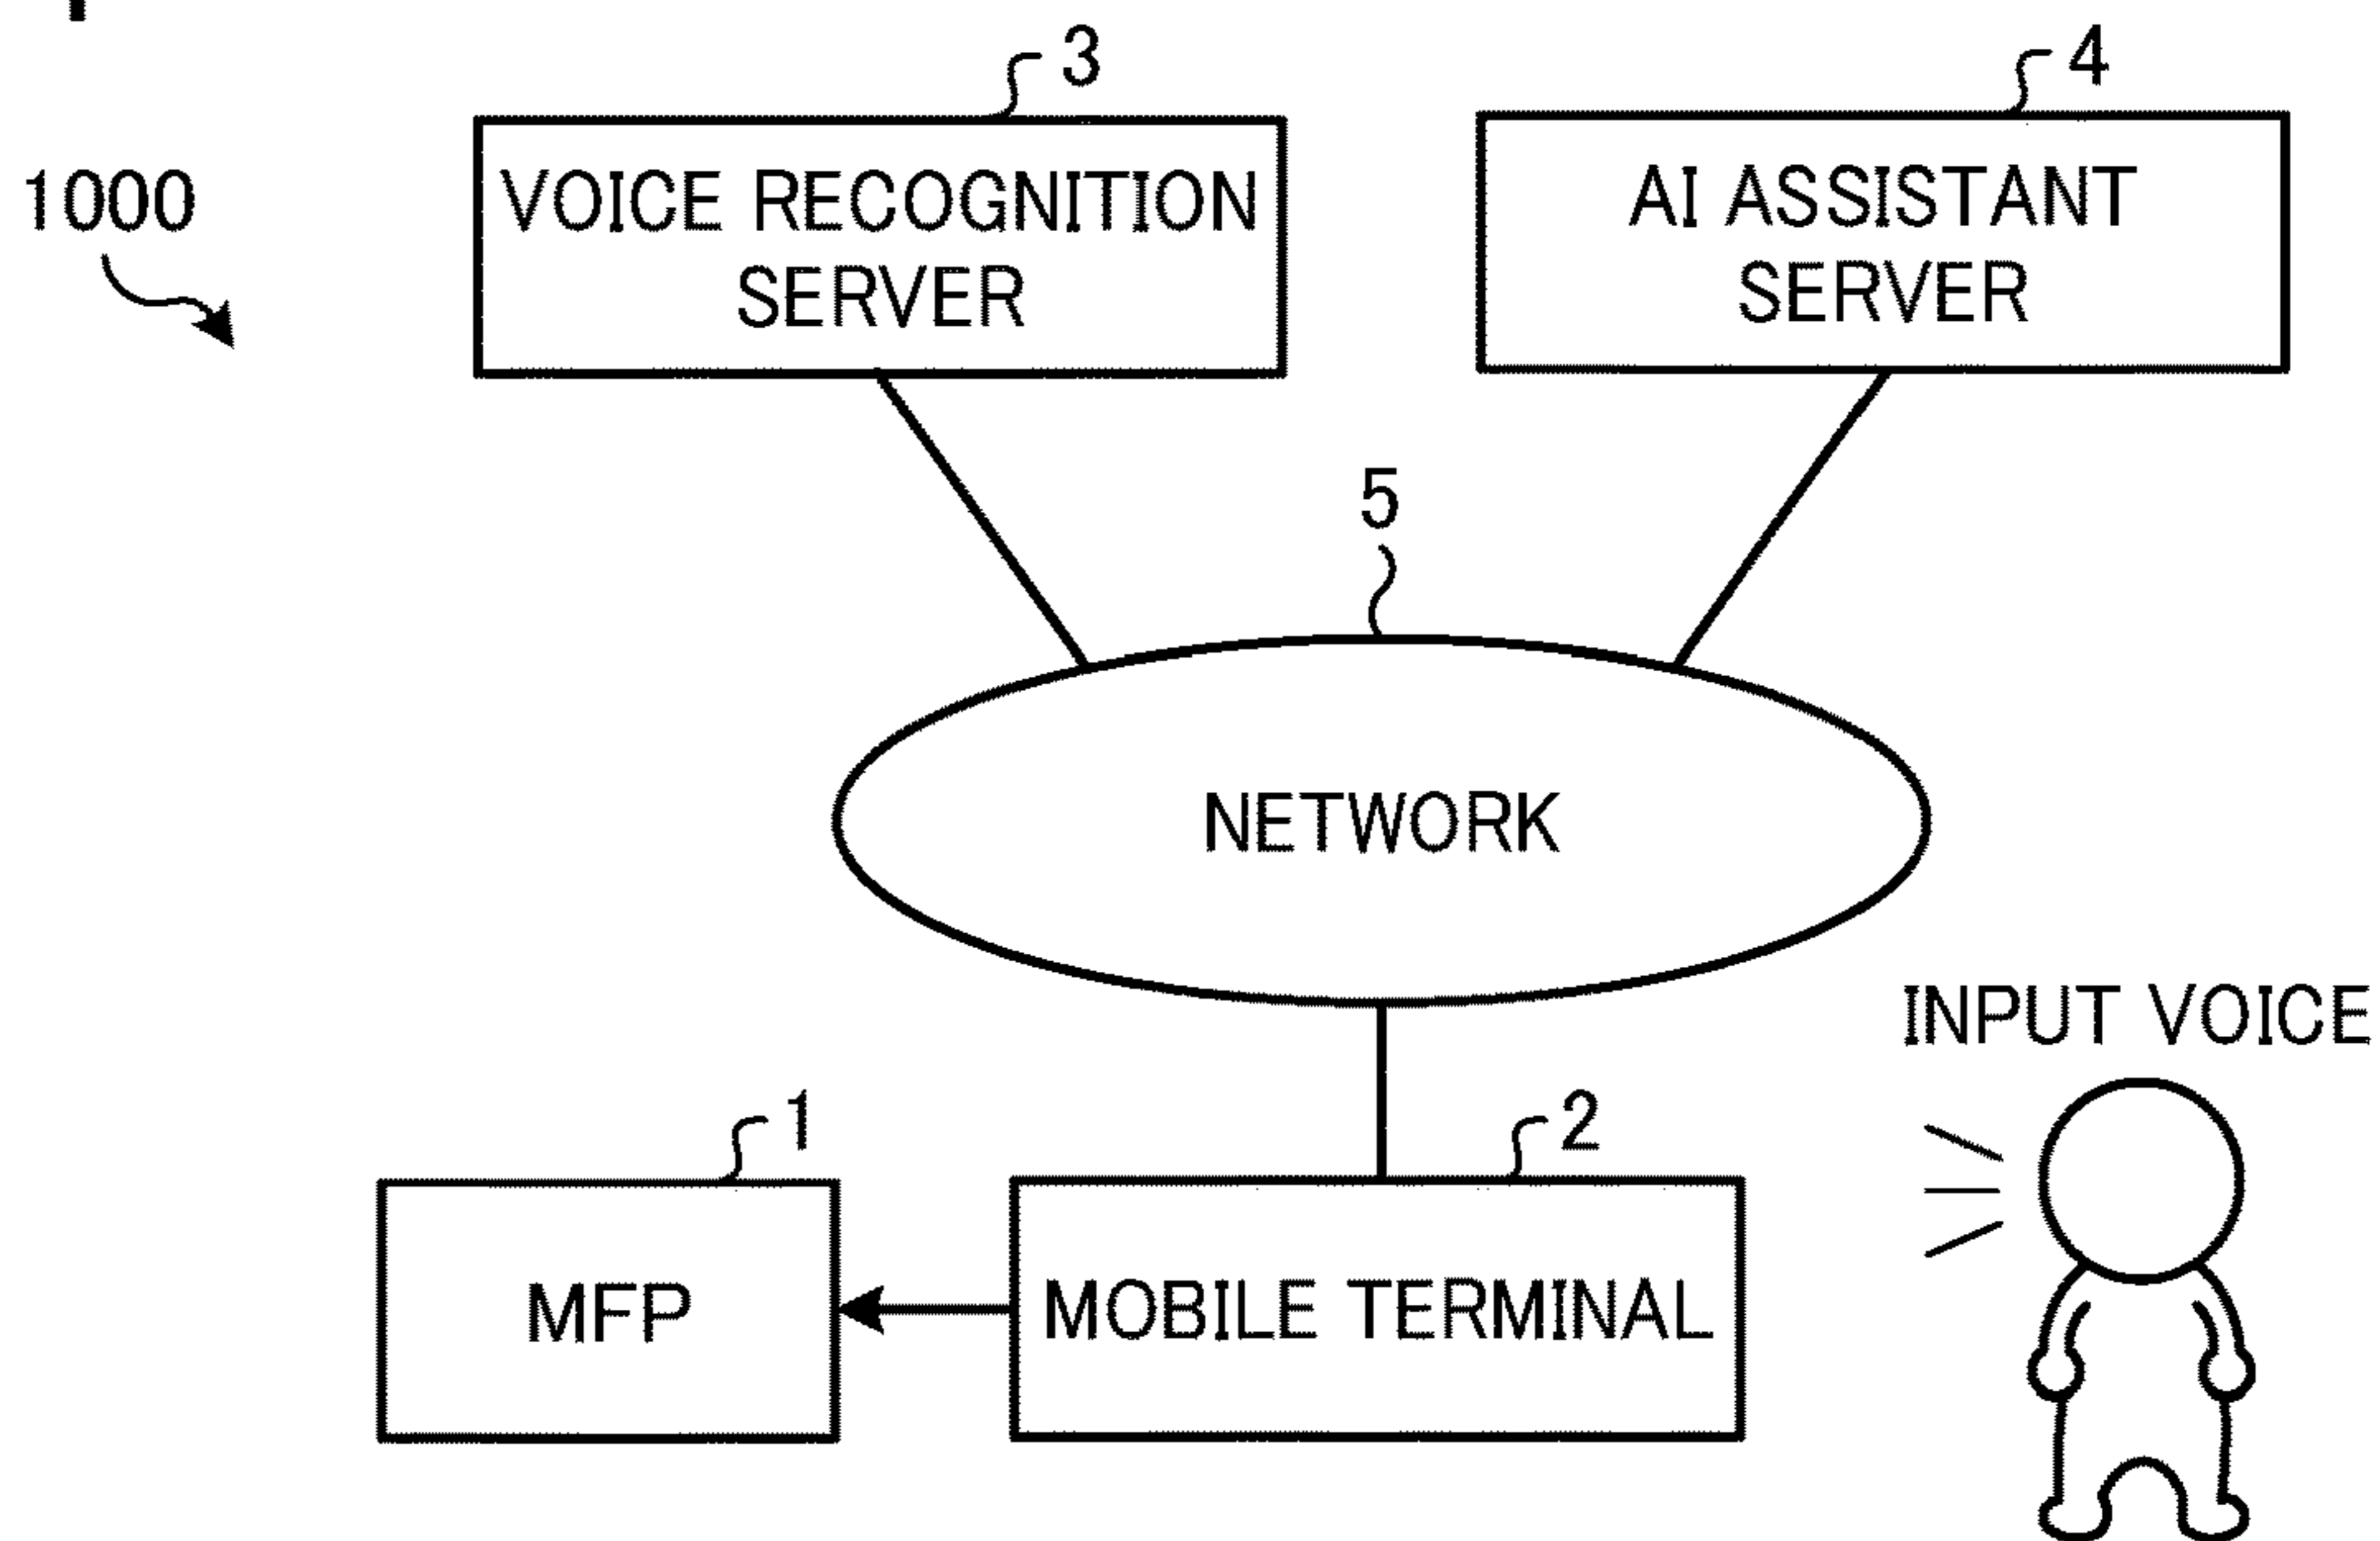 3
4
1000
VOICE RECOGNITION
SERVER
AI ASSISTANT
SERVER
5
NETWORK
INPUT VOICE
1
2
MFP
MOBILE TERMINAL